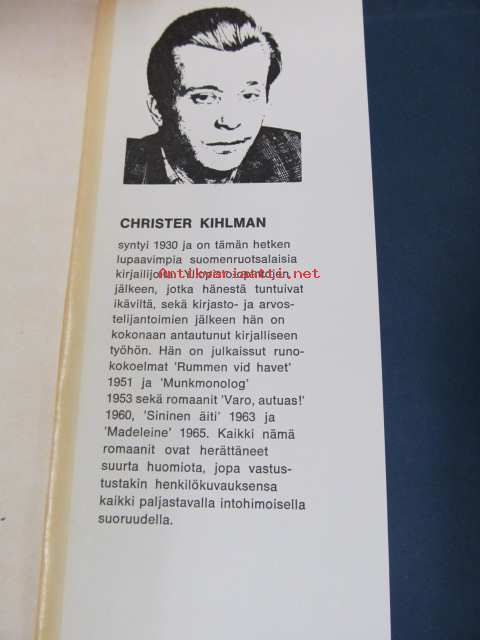 CHRISTER KIHLMAN
syntyi 1930 ja on tämän hetken
lupaavimpia suomenruotsalaisia
Antikvariaatti.net
jälkeen, jotka hänestä tuntuivat
ikäviltä, sekä kirjasto- ja arvos-
telijantoimien jälkeen hän on
kokonaan antautunut kirjalliseen
työhön. Hän on julkaissut runo-
kokoelmat 'Rummen vid havet'
1951 ja 'Munkmonolog'
1953 sekä romaanit 'Varo, autuas!'
1960, 'Sininen äiti' 1963 ja
'Madeleine' 1965. Kaikki nämä
romaanit ovat herättäneet
suurta huomiota, jopa vastus-
tustakin henkilökuvauksensa
kaikki paljastavalla intohimoisella
suoruudella.